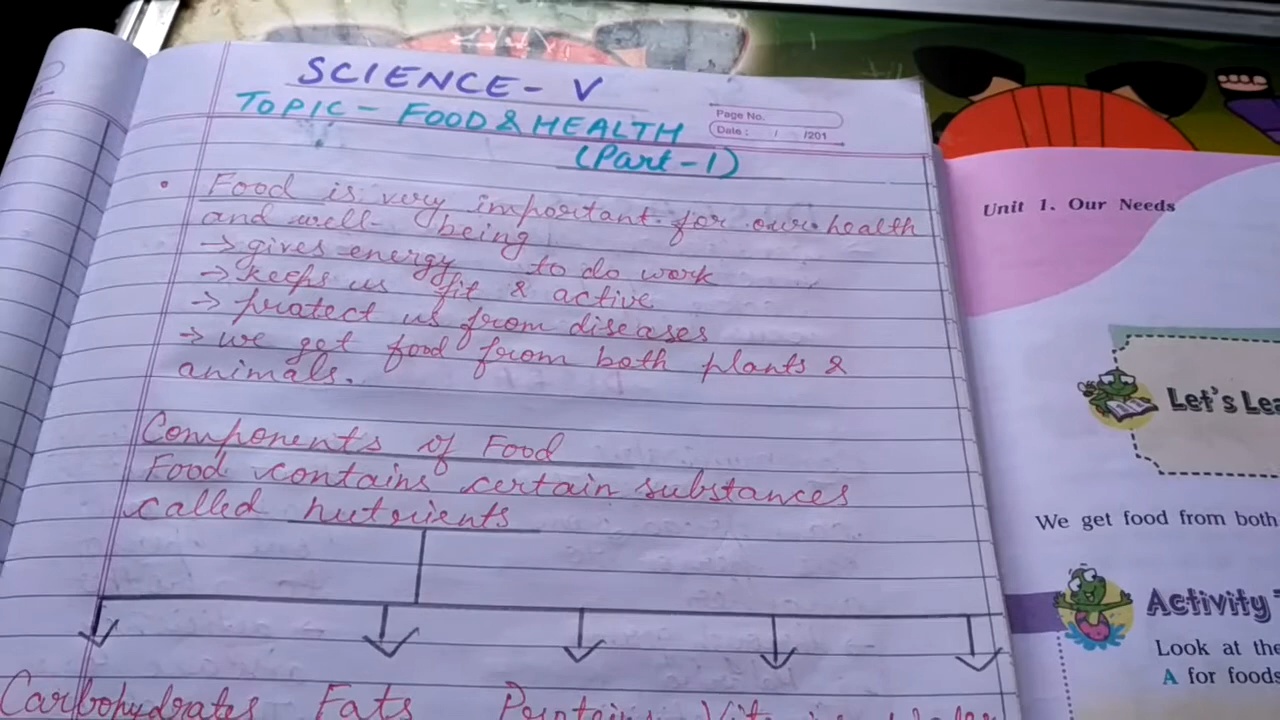 SCIENCE - V
TOPIC - FOOD & HEALTH
(Part - 1)
Page No.
Date : / /201
• Food is very important for our health
and well-being
→ gives energy to do work
→ keeps us fit & active
→ protect us from diseases
→ we get food from both plants &
animals.
Components of Food
Food contains certain substances
called nutrients
Carbohydrates Fats
Unit 1. Our Needs
Let's
We get food from both
Activity
Look at the
A for foods